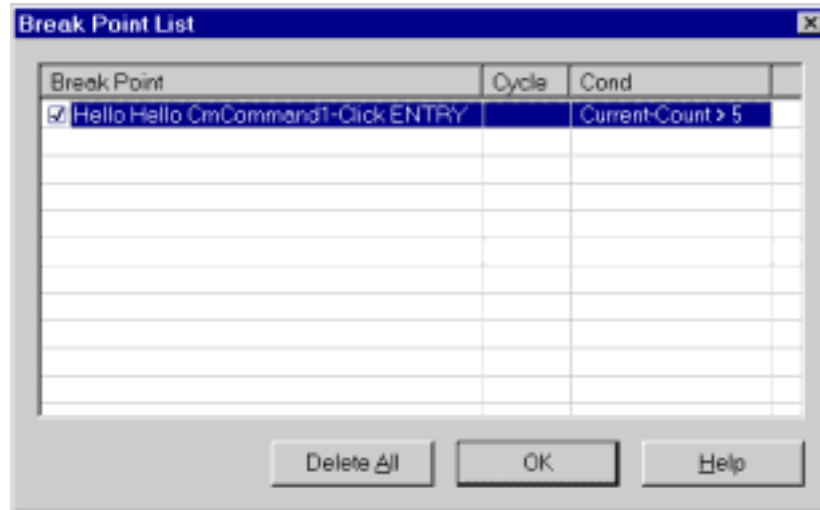 Break Point List
Break Point Cycle Cond
Hello Hello CmCommand1-Click ENTRY Current-Count > 5
Delete All OK Help